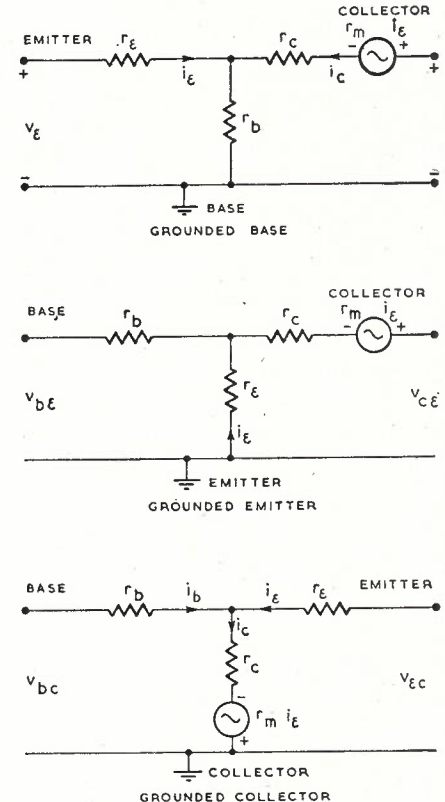 COLLECTOR
EMITTER rε rc rm iε
+ iε ic - + +
vε rb
- -
BASE
GROUNDED BASE
COLLECTOR
BASE rb rc rm iε
- +
vbε rε vcε
iε
EMITTER
GROUNDED EMITTER
BASE rb ib iε rε EMITTER
ic
rc
vbc - vεc
rm iε
+
COLLECTOR
GROUNDED COLLECTOR